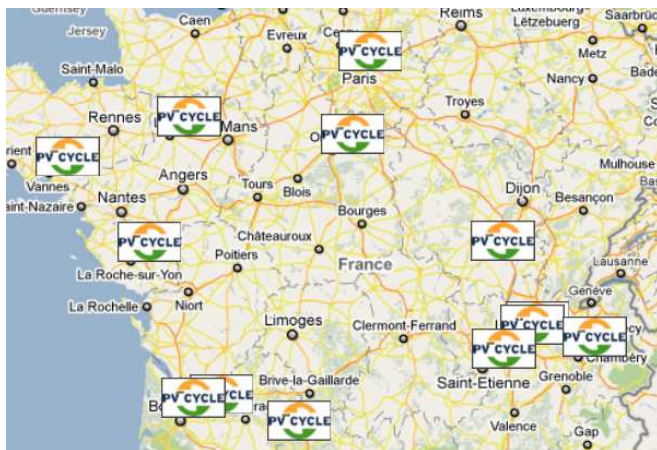 Guernsey
Jersey
Caen
Evreux
Reims
Luxembourg
Lëtzebuerg
Saarbrü
Metz
Paris
PV CYCLE
Saint-Malo
Nancy
Troyes
Rennes
PV CYCLE
Mans
PV CYCLE
PV CYCLE
Vannes
Mulhouse
Angers
Tours
Blois
Dijon
Besançon
aint-Nazaire
Nantes
Bourges
PV CYCLE
Châteauroux
PV CYCLE
La Roche-sur-Yon
Poitiers
France
Lausanne
Niort
La Rochelle
Genève
Limoges
Clermont-Ferrand
PV CYCLE
PV CYCLE
PV CYCLE
Chambéry
Saint-Etienne
Grenoble
Brive-la-Gaillarde
PV CYCLE
PV CYCLE
PV CYCLE
Valence
Gap